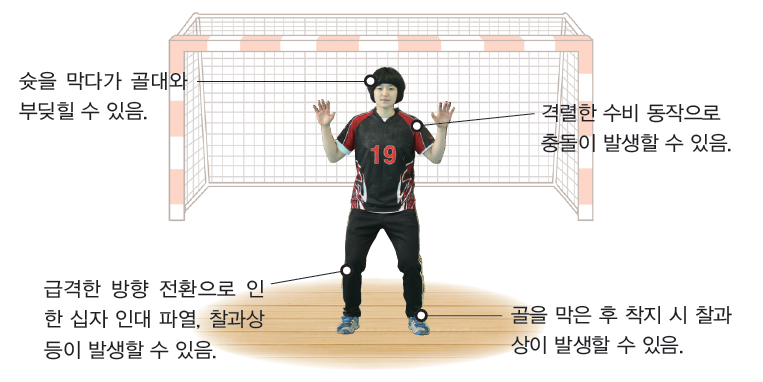 슛을 막다가 골대와
부딪힐 수 있음.
격렬한 수비 동작으로
충돌이 발생할 수 있음.
19
급격한 방향 전환으로 인
한 십자 인대 파열, 찰과상
등이 발생할 수 있음.
골을 막은 후 착지 시 찰과
상이 발생할 수 있음.